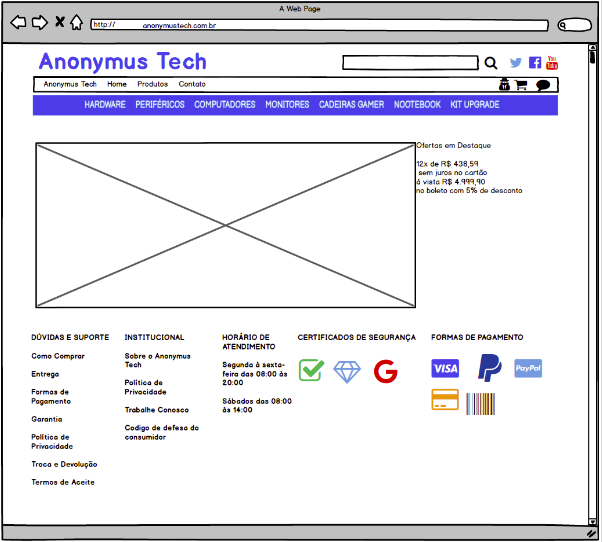 A Web Page
http:// anonymustech.com.br
Anonymus Tech
You
Tube
Anonymus Tech Home Produtos Contato
HARDWARE PERIFÉRICOS COMPUTADORES MONITORES CADEIRAS GAMER NOOTEBOOK KIT UPGRADE
Ofertas em Destaque
12x de R$ 438,59
sem juros no cartão
à vista R$ 4.999,90
no boleto com 5% de desconto
DÚVIDAS E SUPORTE
Como Comprar
Entrega
Formas de
Pagamento
Garantia
Política de
Privacidade
Troca e Devolução
Termos de Aceite
INSTITUCIONAL
Sobre o Anonymus
Tech
Política de
Privacidade
Trabalhe Conosco
Codigo de defesa do
consumidor
HORÁRIO DE
ATENDIMENTO
Segunda à sexta-
feira das 08:00 às
20:00
Sábados das 08:00
às 14:00
CERTIFICADOS DE SEGURANÇA
G
FORMAS DE PAGAMENTO
VISA
PayPal